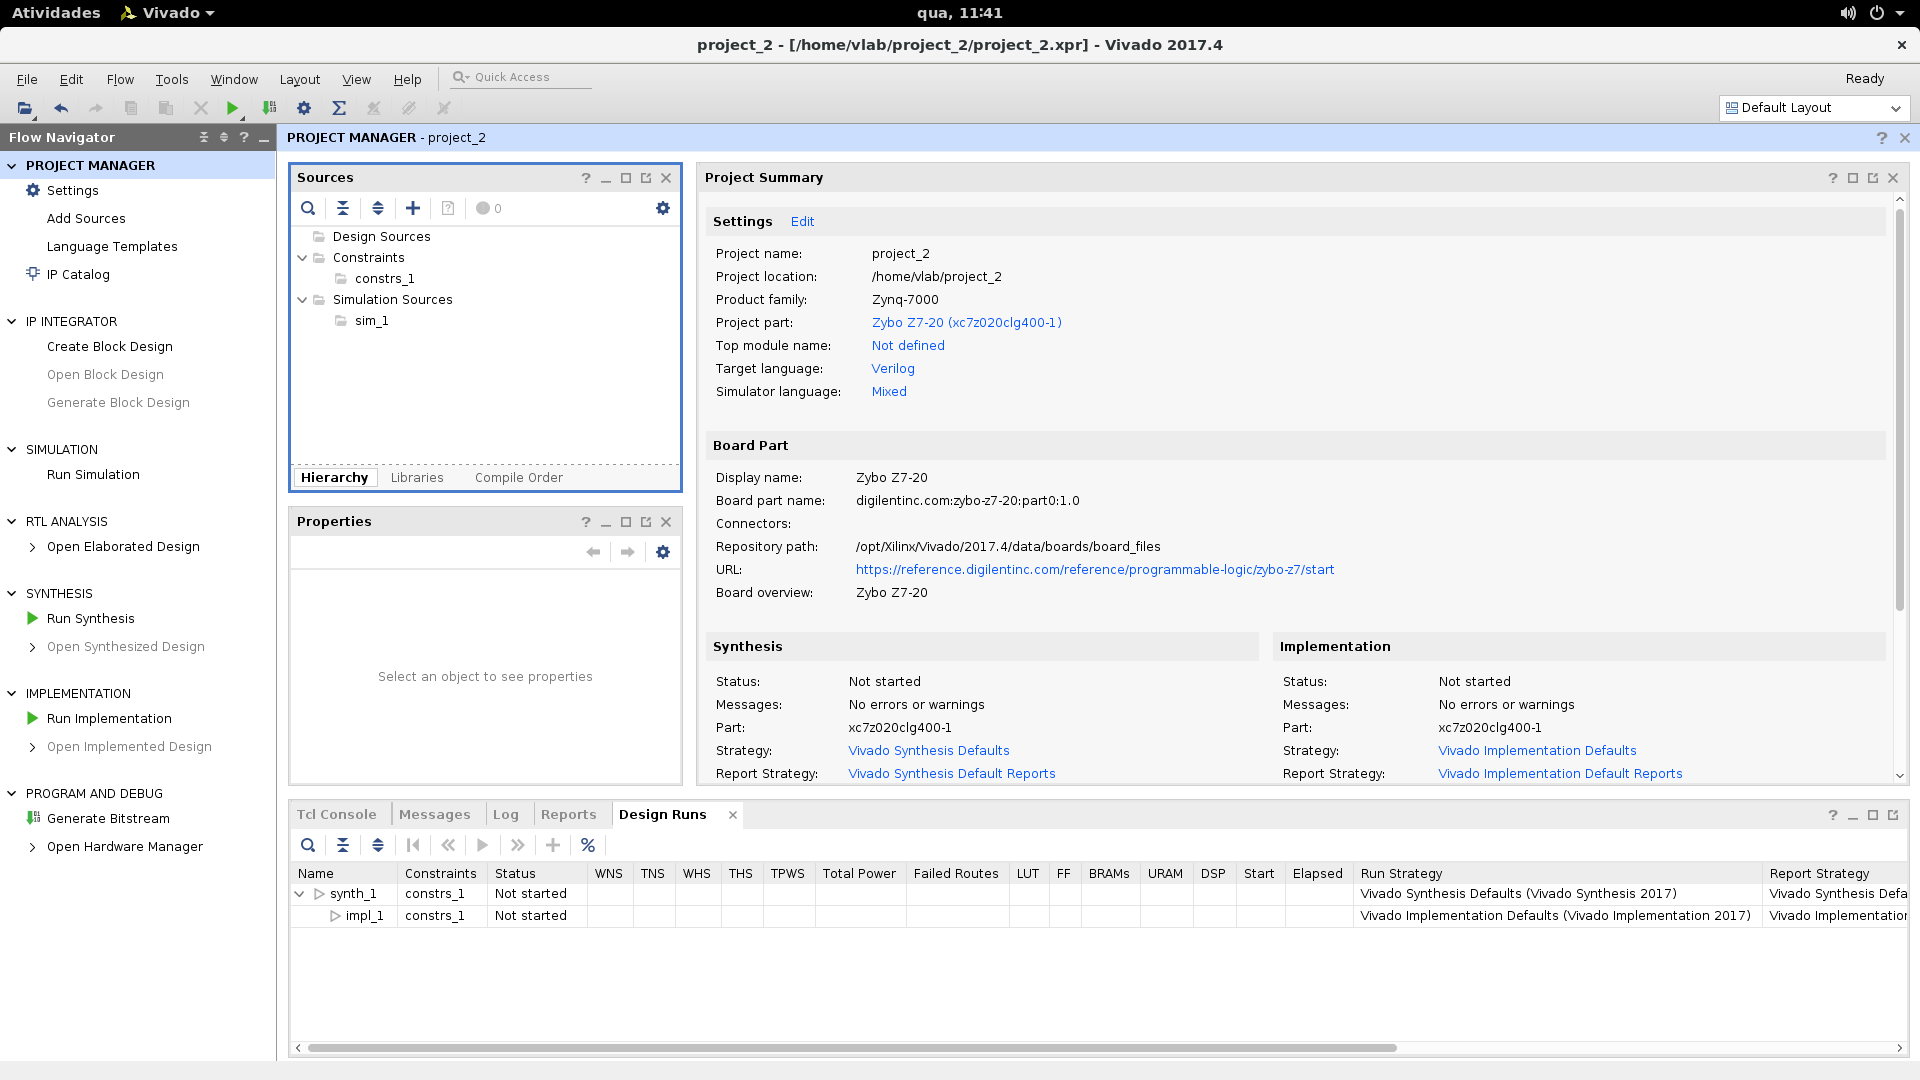 Atividades Vivado qua, 11:41
project_2 - [/home/vlab/project_2/project_2.xpr] - Vivado 2017.4
File Edit Flow Tools Window Layout View Help Quick Access Ready
Default Layout
Flow Navigator
PROJECT MANAGER
Settings
Add Sources
Language Templates
IP Catalog
IP INTEGRATOR
Create Block Design
Open Block Design
Generate Block Design
SIMULATION
Run Simulation
RTL ANALYSIS
Open Elaborated Design
SYNTHESIS
Run Synthesis
Open Synthesized Design
IMPLEMENTATION
Run Implementation
Open Implemented Design
PROGRAM AND DEBUG
Generate Bitstream
Open Hardware Manager
PROJECT MANAGER - project_2
Sources
0
Design Sources
Constraints
constrs_1
Simulation Sources
sim_1
Hierarchy Libraries Compile Order
Properties
Select an object to see properties
Project Summary
Settings Edit
Project name: project_2
Project location: /home/vlab/project_2
Product family: Zynq-7000
Project part: Zybo Z7-20 (xc7z020clg400-1)
Top module name: Not defined
Target language: Verilog
Simulator language: Mixed
Board Part
Display name: Zybo Z7-20
Board part name: digilentinc.com:zybo-z7-20:part0:1.0
Connectors:
Repository path: /opt/Xilinx/Vivado/2017.4/data/boards/board_files
URL: https://reference.digilentinc.com/reference/programmable-logic/zybo-z7/start
Board overview: Zybo Z7-20
Synthesis
Status: Not started
Messages: No errors or warnings
Part: xc7z020clg400-1
Strategy: Vivado Synthesis Defaults
Report Strategy: Vivado Synthesis Default Reports
Implementation
Status: Not started
Messages: No errors or warnings
Part: xc7z020clg400-1
Strategy: Vivado Implementation Defaults
Report Strategy: Vivado Implementation Default Reports
Tcl Console Messages Log Reports Design Runs
Name Constraints Status WNS TNS WHS THS TPWS Total Power Failed Routes LUT FF BRAMs URAM DSP Start Elapsed Run Strategy Report Strategy
synth_1 constrs_1 Not started Vivado Synthesis Defaults (Vivado Synthesis 2017) Vivado Synthesis Defa
impl_1 constrs_1 Not started Vivado Implementation Defaults (Vivado Implementation 2017) Vivado Implementation